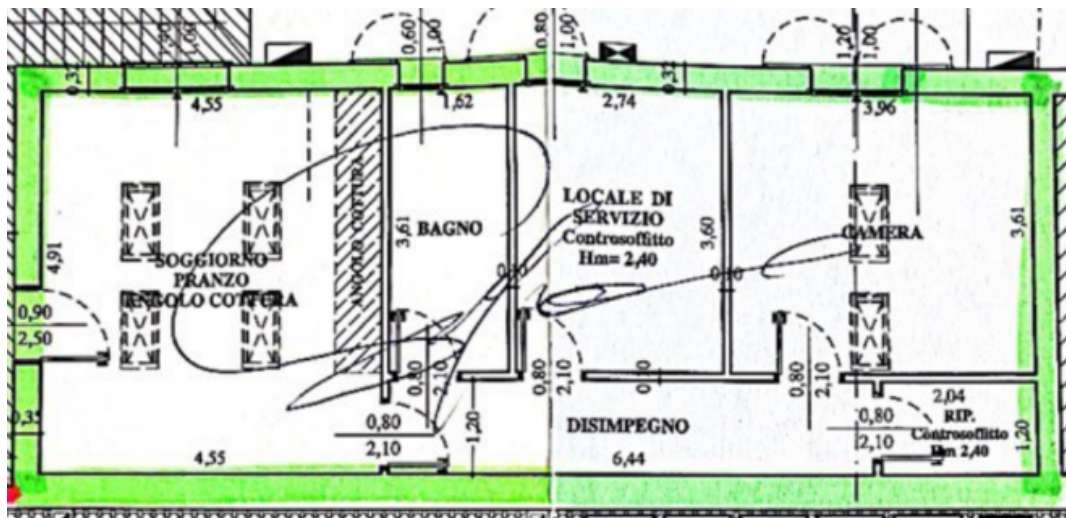 0,60
1,00
0,80
1,00
1,20
1,00
0,32
4,55
1,62
2,74
0,32
3,96
ANGOLO COTTURA
3,61
BAGNO
LOCALE DI
SERVIZIO
Controsoffitto
Hm= 2,40
3,60
CAMERA
3,61
4,91
SOGGIORNO
PRANZO
ANGOLO COTTURA
0,90
2,50
0,80
2,10
0,80
2,10
0,80
2,10
0,35
0,80
2,10
1,20
DISIMPEGNO
0,80
2,10
2,04
RIP.
Controsoffitto
Hm 2,40
1,20
4,55
6,44